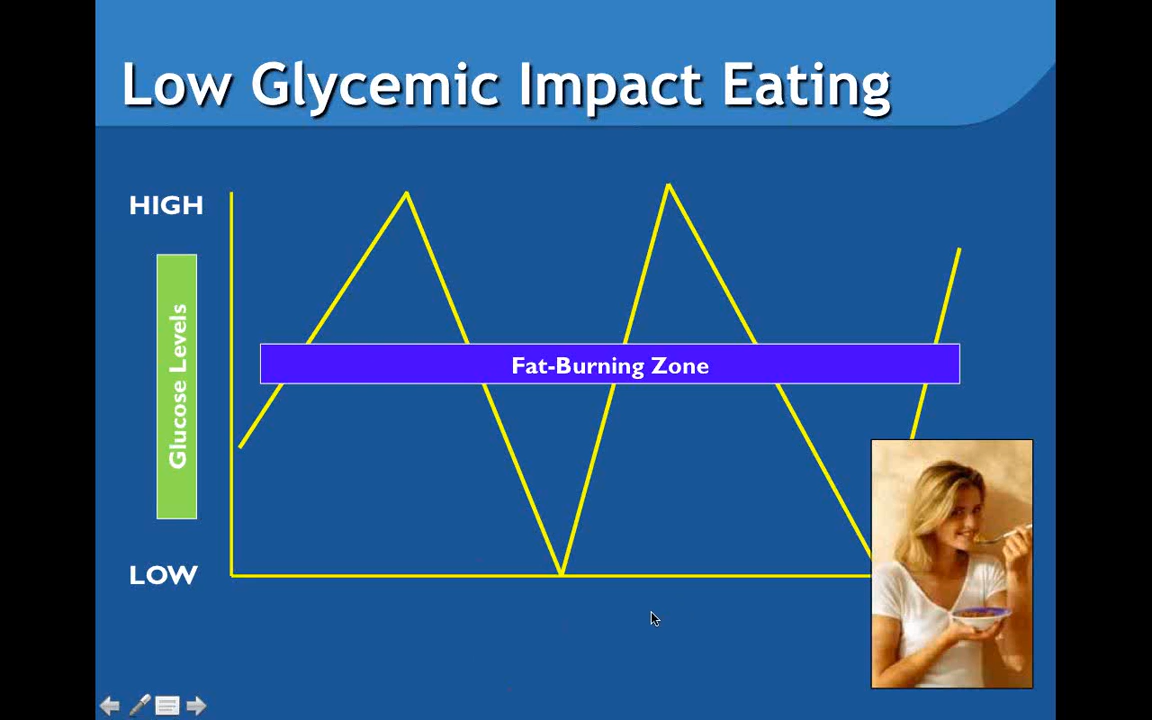 Low Glycemic Impact Eating
HIGH
Glucose Levels
Fat-Burning Zone
LOW